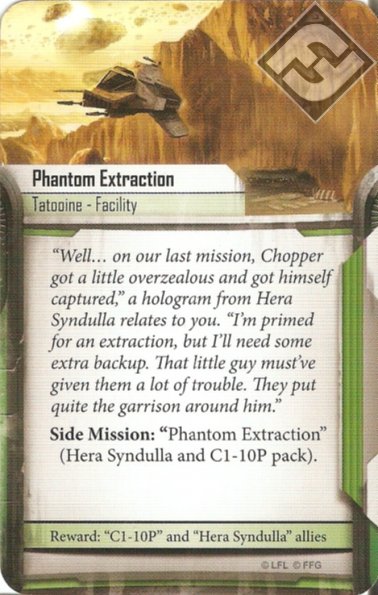 Phantom Extraction
Tatooine - Facility
“Well… on our last mission, Chopper
got a little overzealous and got himself
captured,” a hologram from Hera
Syndulla relates to you. “I’m primed
for an extraction, but I’ll need some
extra backup. That little guy must’ve
given them a lot of trouble. They put
quite the garrison around him.”
Side Mission: “Phantom Extraction”
(Hera Syndulla and C1-10P pack).
Reward: “C1-10P” and “Hera Syndulla” allies
© LFL © FFG